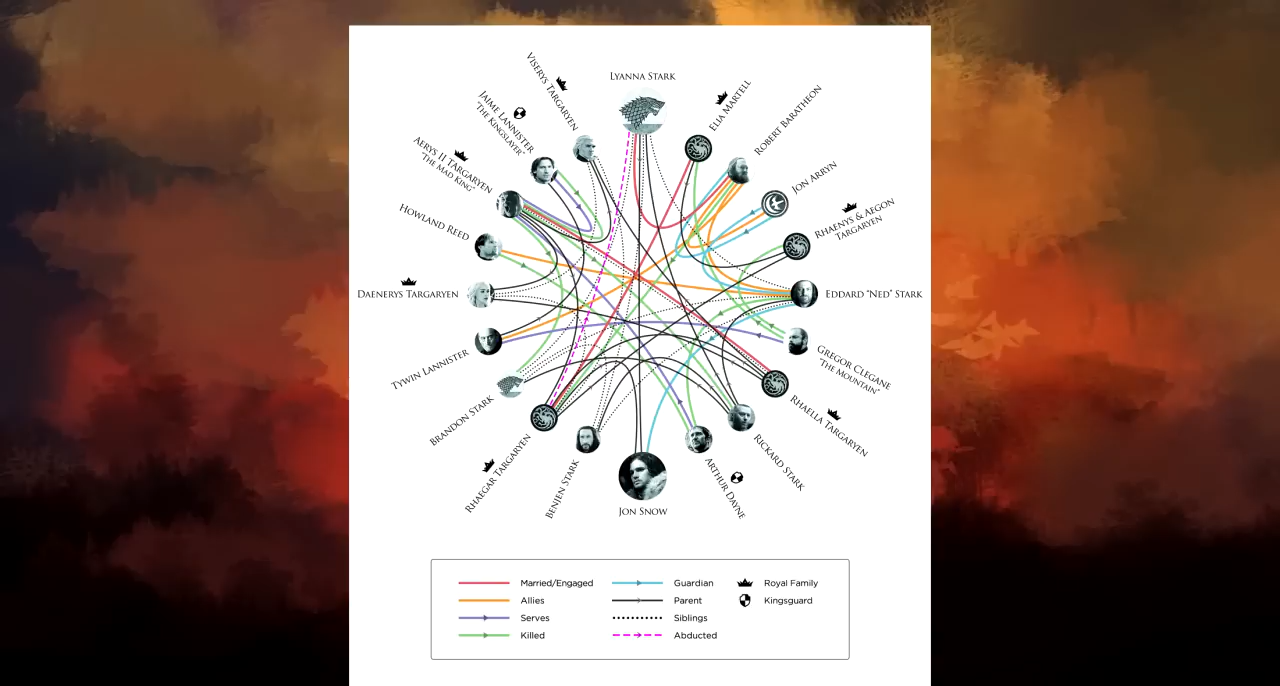 LYANNA STARK
ELIA MARTELL
ROBERT BARATHEON
JON ARRYN
RHAENYS & AEGON
TARGARYEN
EDDARD "NED" STARK
GREGOR CLEGANE
"THE MOUNTAIN"
RHAELLA TARGARYEN
RICKARD STARK
ARTHUR DAYNE
JON SNOW
BENJEN STARK
RHAEGAR TARGARYEN
BRANDON STARK
TYWIN LANNISTER
DAENERYS TARGARYEN
HOWLAND REED
AERYS II TARGARYEN
"THE MAD KING"
JAIME LANNISTER
"THE KINGSLAYER"
VISERYS TARGARYEN
Married/Engaged
Allies
Serves
Killed
Guardian
Parent
Siblings
Abducted
Royal Family
Kingsguard